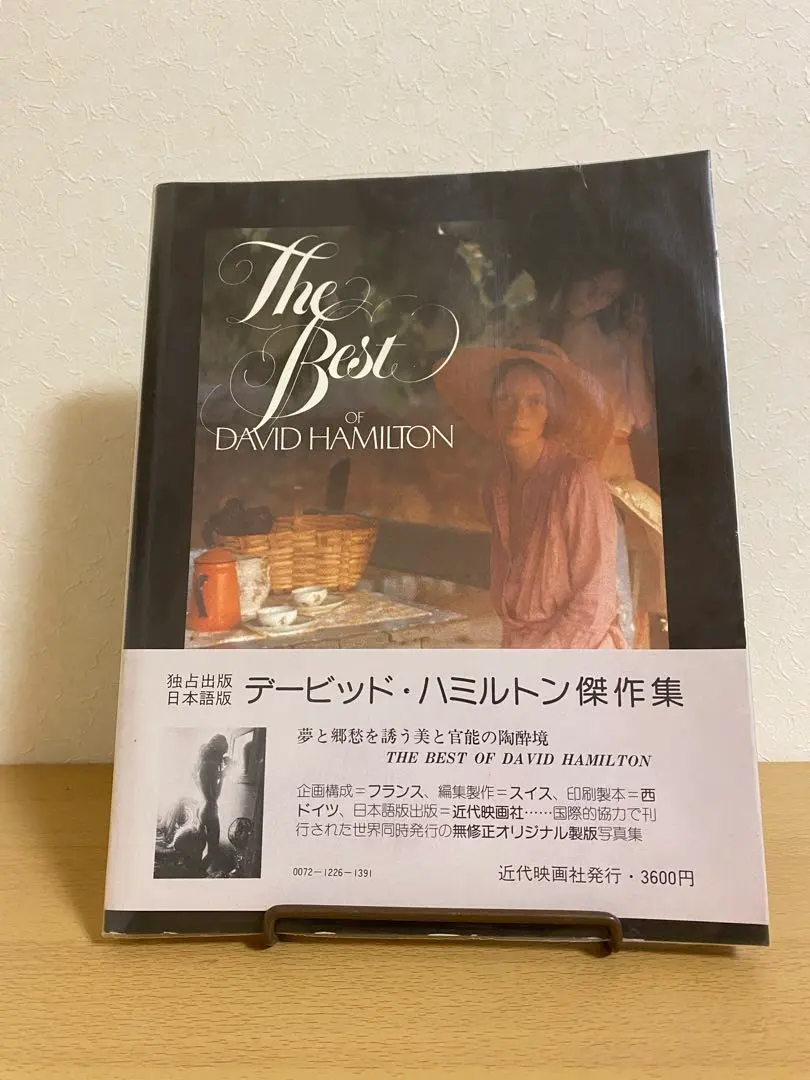 The
Best
OF
DAVID HAMILTON
独占出版
日本語版
デービッド・ハミルトン傑作集
夢と郷愁を誘う美と官能の陶酔境
THE BEST OF DAVID HAMILTON
企画構成=フランス、編集製作=スイス、印刷製本=西
ドイツ、日本語版出版=近代映画社……国際的協力で刊
行された世界同時発行の無修正オリジナル製版写真集
0072-1226-1391
近代映画社発行・3600円